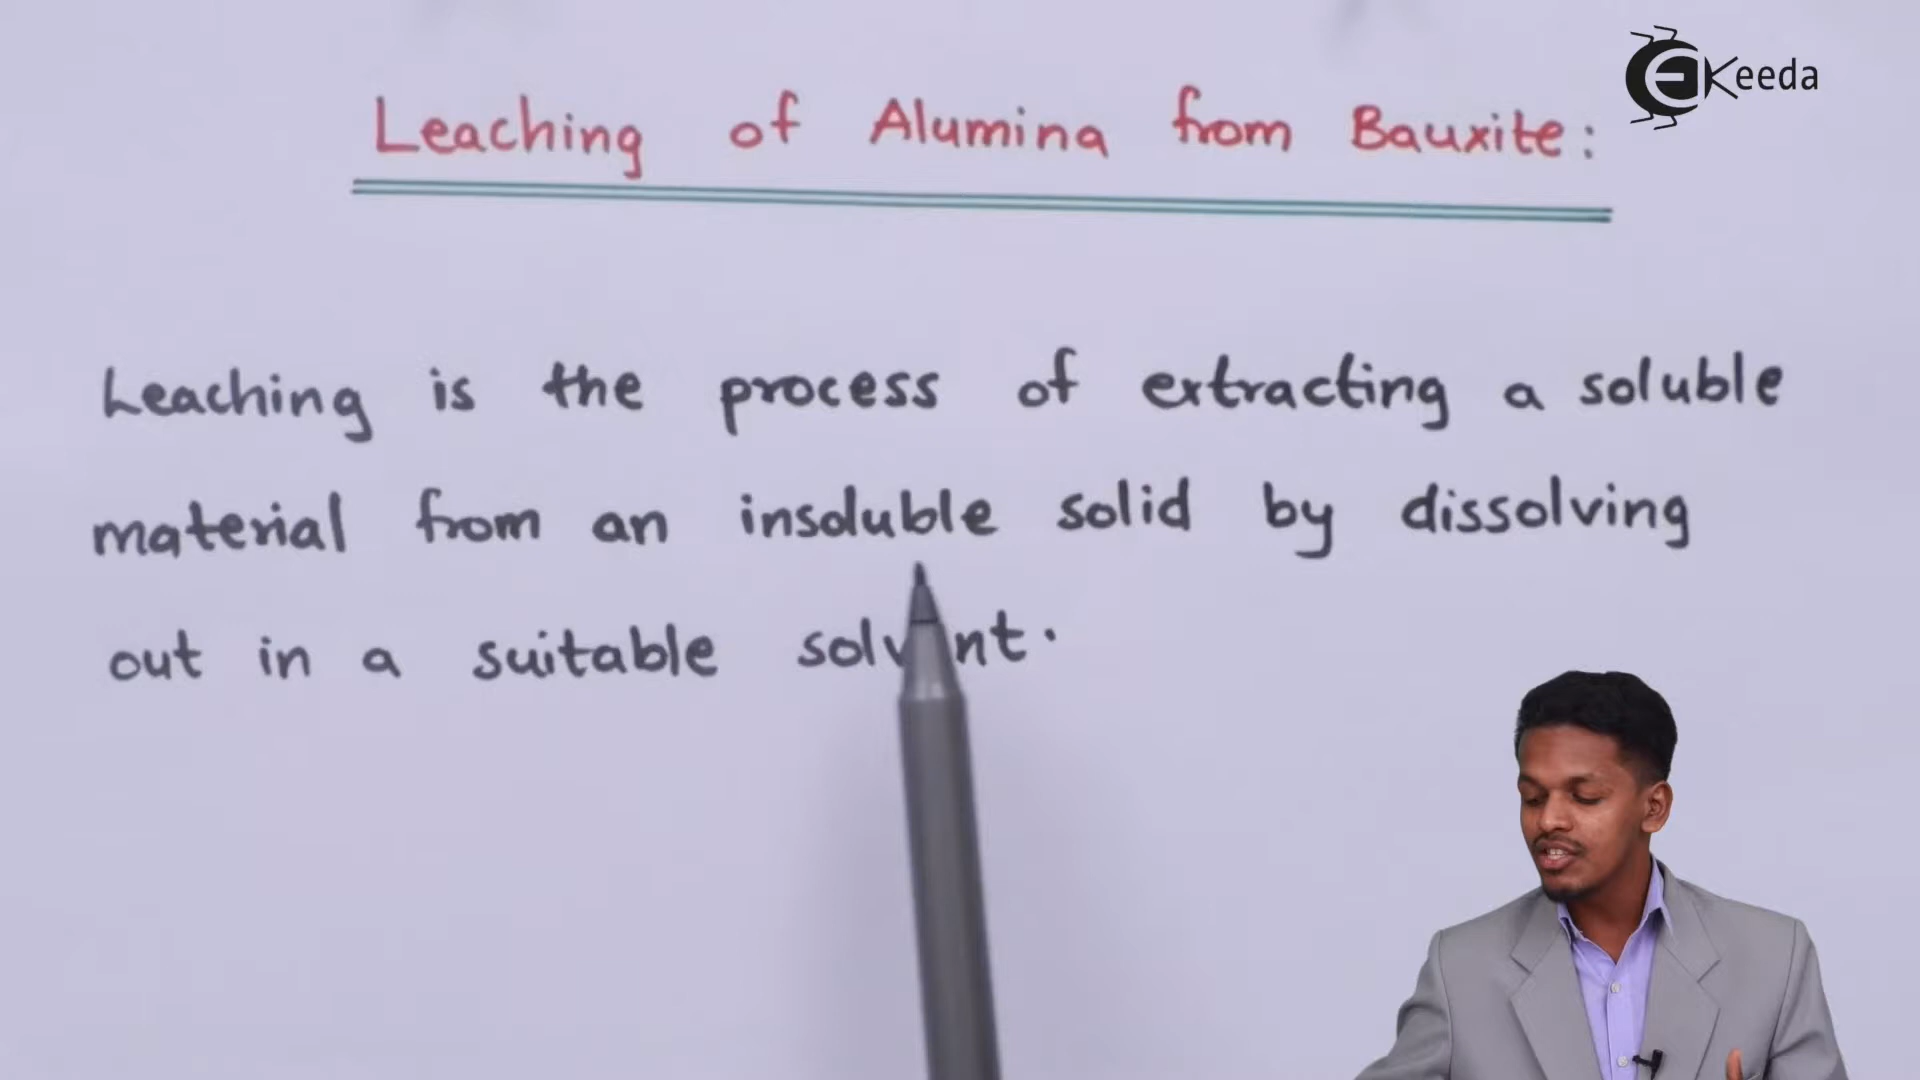 EKeeda
Leaching of Alumina from Bauxite:
Leaching is the process of extracting a soluble
material from an insoluble solid by dissolving
out in a suitable